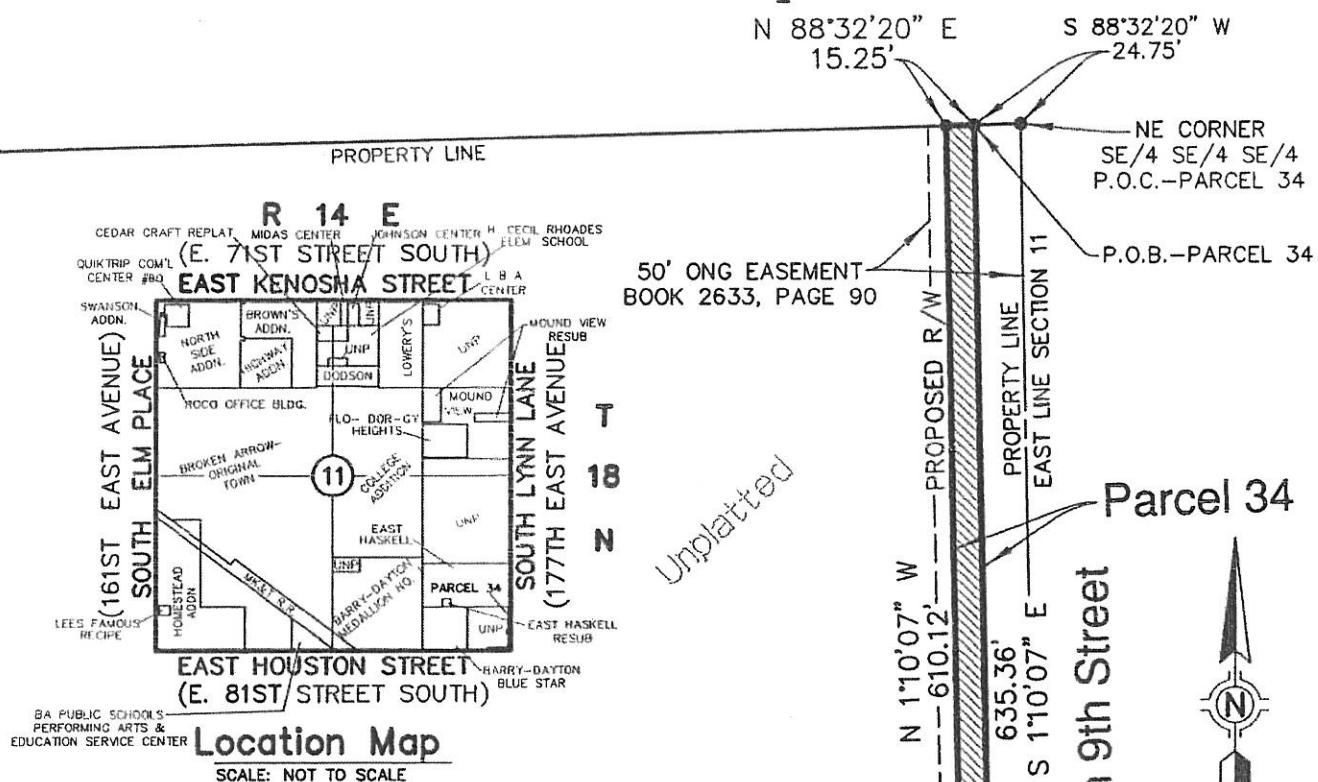 N 88°32'20" E
15.25'
S 88°32'20" W
24.75'
PROPERTY LINE
NE CORNER
SE/4 SE/4 SE/4
P.O.C.-PARCEL 34
P.O.B.-PARCEL 34
50' ONG EASEMENT
BOOK 2633, PAGE 90
R 14 E
CEDAR CRAFT REPLAT
MIDAS CENTER
JOHNSON CENTER
H. CECIL RHOADES
ELEM SCHOOL
(E. 71ST STREET SOUTH)
EAST KENOSHA STREET
QUIKTRIP COM'L
CENTER
L B A
CENTER
SWANSON
ADDN.
NORTH
SIDE
ADDN.
BROWN'S
ADDN.
HIGHWAY
ADDN
UNP
UNP
UNP
DODSON
LOWERY'S
UNP
MOUND VIEW
RESUB
MOUND
VIEW
ROCO OFFICE BLDG.
FLO-DOR-GY
HEIGHTS
BROKEN ARROW-
ORIGINAL
TOWN
11
COLLEGE
ADDITION
UNP
EAST
HASKELL
UNP
PARCEL 34
MK&T R.R
HOMESTEAD
ADDN
BARRY-DAYTON
MEDALLION HQ.
UNP
LEES FAMOUS
RECIPE
EAST HASKELL
RESUB
BARRY-DAYTON
BLUE STAR
(161ST EAST AVENUE)
SOUTH ELM PLACE
SOUTH LYNN LANE
(177TH EAST AVENUE)
T
18
N
EAST HOUSTON STREET
(E. 81ST STREET SOUTH)
BA PUBLIC SCHOOLS
PERFORMING ARTS &
EDUCATION SERVICE CENTER
Location Map
SCALE: NOT TO SCALE
Unplatted
PROPOSED R/W
PROPERTY LINE
EAST LINE SECTION 11
Parcel 34
N 1°10'07" W
610.12'
635.36'
S 1°10'07" E
9th Street
N